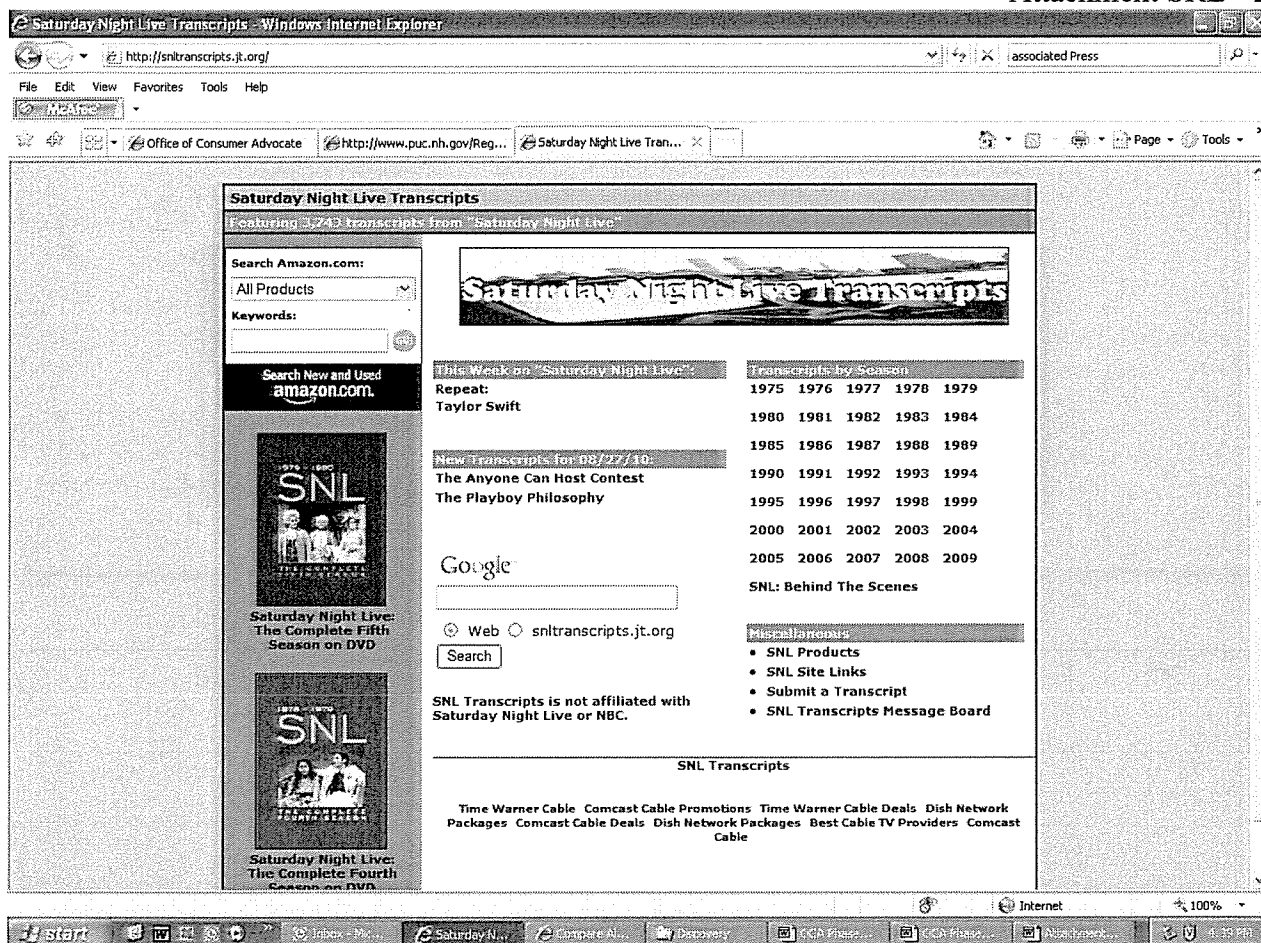 Saturday Night Live Transcripts - Windows Internet Explorer
http://snltranscripts.jt.org/
associated Press
File Edit View Favorites Tools Help
McAfee
Office of Consumer Advocate http://www.puc.nh.gov/Reg... Saturday Night Live Tran... Page Tools
Saturday Night Live Transcripts
Featuring 3,743 transcripts from "Saturday Night Live"
Search Amazon.com:
All Products
Keywords:
Search New and Used
amazon.com.
SNL
Saturday Night Live:
The Complete Fifth
Season on DVD
SNL
Saturday Night Live:
The Complete Fourth
Season on DVD
Saturday Night Live Transcripts
This Week on "Saturday Night Live":
Repeat:
Taylor Swift
New Transcripts for 08/27/10:
The Anyone Can Host Contest
The Playboy Philosophy
Google
Web snltranscripts.jt.org
Search
SNL Transcripts is not affiliated with
Saturday Night Live or NBC.
Transcripts by Season
1975 1976 1977 1978 1979
1980 1981 1982 1983 1984
1985 1986 1987 1988 1989
1990 1991 1992 1993 1994
1995 1996 1997 1998 1999
2000 2001 2002 2003 2004
2005 2006 2007 2008 2009
SNL: Behind The Scenes
Miscellaneous
• SNL Products
• SNL Site Links
• Submit a Transcript
• SNL Transcripts Message Board
SNL Transcripts
Time Warner Cable Comcast Cable Promotions Time Warner Cable Deals Dish Network
Packages Comcast Cable Deals Dish Network Packages Best Cable TV Providers Comcast
Cable
Internet 100%
start Inbox - Mic... Saturday N... Compare Al... Discovery CCA Phase... CCA Phase... Attachment... 4:39 PM